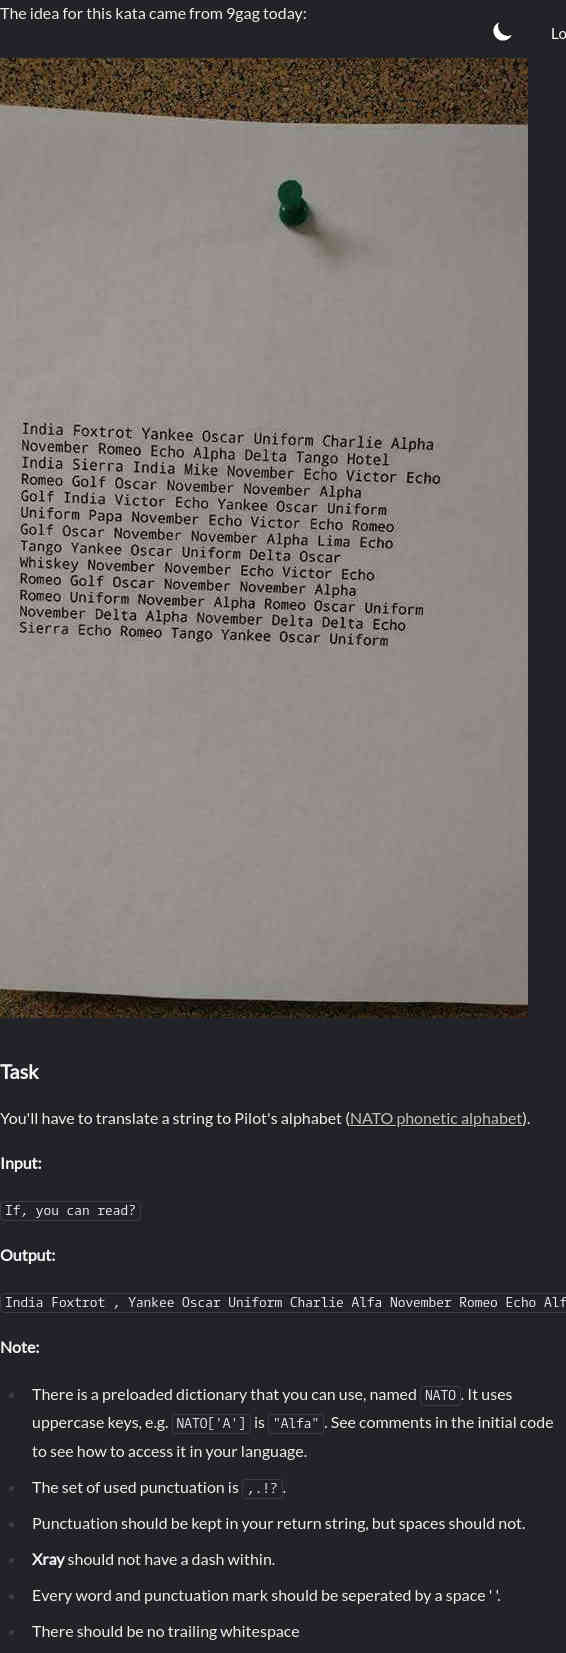 The idea for this kata came from 9gag today:
Lo
India Foxtrot Yankee Oscar Uniform Charlie Alpha
November Romeo Echo Alpha Delta Tango Hotel
India Sierra India Mike November Echo Victor Echo
Romeo Golf Oscar November November Alpha
Golf India Victor Echo Yankee Oscar Uniform
Uniform Papa November Echo Victor Echo Romeo
Golf Oscar November November Alpha Lima Echo
Tango Yankee Oscar Uniform Delta Oscar
Whiskey November November Echo Victor Echo
Romeo Golf Oscar November November Alpha
Romeo Uniform November Alpha Romeo Oscar Uniform
November Delta Alpha November Delta Delta Echo
Sierra Echo Romeo Tango Yankee Oscar Uniform
Task
You'll have to translate a string to Pilot's alphabet (NATO phonetic alphabet).
Input:
If, you can read?
Output:
India Foxtrot , Yankee Oscar Uniform Charlie Alfa November Romeo Echo Alf
Note:
There is a preloaded dictionary that you can use, named NATO. It uses
uppercase keys, e.g. NATO['A'] is "Alfa". See comments in the initial code
to see how to access it in your language.
The set of used punctuation is ,.!?.
Punctuation should be kept in your return string, but spaces should not.
Xray should not have a dash within.
Every word and punctuation mark should be seperated by a space ' '.
There should be no trailing whitespace